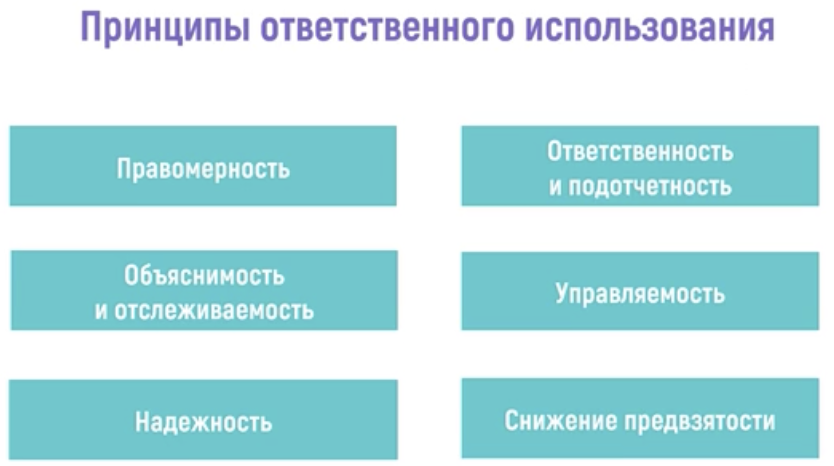 Принципы ответственного использования
Правомерность
Ответственность
и подотчетность
Объяснимость
и отслеживаемость
Управляемость
Надежность
Снижение предвзятости